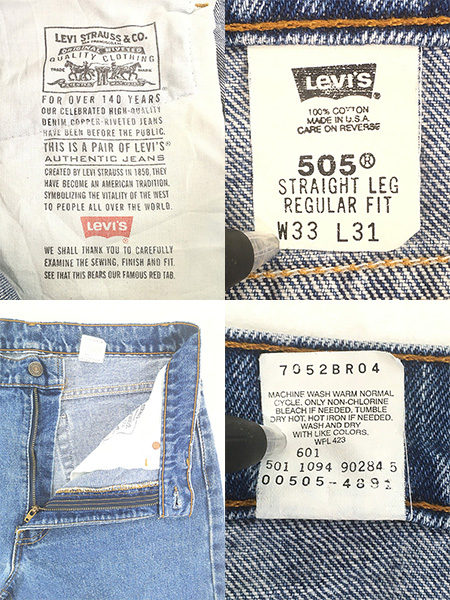 LEVI STRAUSS & CO.
ORIGINAL RIVETED
QUALITY CLOTHING
TRADE MARK
FOR OVER 140 YEARS
OUR CELEBRATED HIGH-QUALITY
DENIM COPPER-RIVETED JEANS
HAVE BEEN BEFORE THE PUBLIC.
THIS IS A PAIR OF LEVI'S®
AUTHENTIC JEANS
CREATED BY LEVI STRAUSS IN 1850, THEY
HAVE BECOME AN AMERICAN TRADITION,
SYMBOLIZING THE VITALITY OF THE WEST
TO PEOPLE ALL OVER THE WORLD.
LEVI'S
WE SHALL THANK YOU TO CAREFULLY
EXAMINE THE SEWING, FINISH AND FIT.
SEE THAT THIS BEARS OUR FAMOUS RED TAB.
LEVI'S
100% COTTON
MADE IN U.S.A.
CARE ON REVERSE
505®
STRAIGHT LEG
REGULAR FIT
W33 L31
7052BR04
MACHINE WASH WARM NORMAL
CYCLE. ONLY NON-CHLORINE
BLEACH IF NEEDED. TUMBLE
DRY HOT. HOT IRON IF NEEDED.
WASH AND DRY
WITH LIKE COLORS.
WPL 423
601
501 1094 90284 5
00505-4891